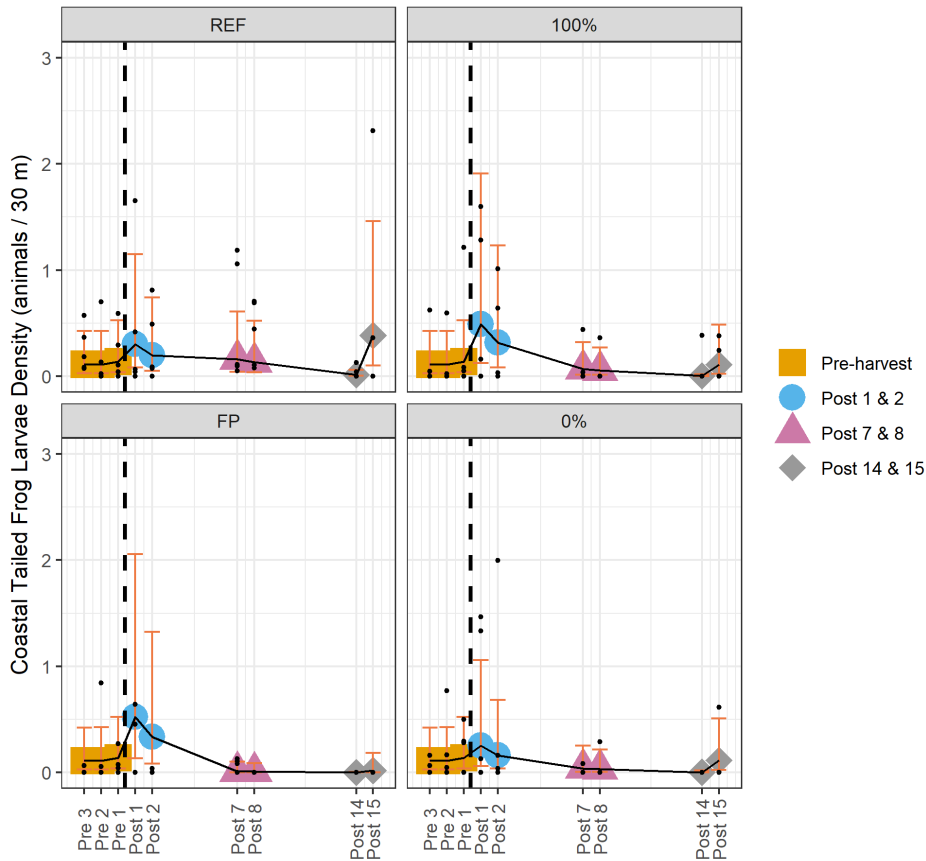 REF
100%
3
2
1
0
FP
0%
3
2
1
0
Coastal Tailed Frog Larvae Density (animals / 30 m)
Pre 3
Pre 2
Pre 1
Post 1
Post 2
Post 7
Post 8
Post 14
Post 15
Pre 3
Pre 2
Pre 1
Post 1
Post 2
Post 7
Post 8
Post 14
Post 15
Pre-harvest
Post 1 & 2
Post 7 & 8
Post 14 & 15